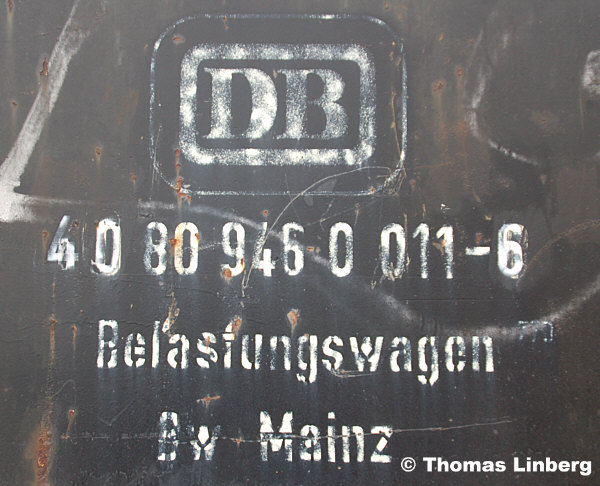 DB
40 80 946 0 011-6
Belastungswagen
Bw Mainz
© Thomas Linberg